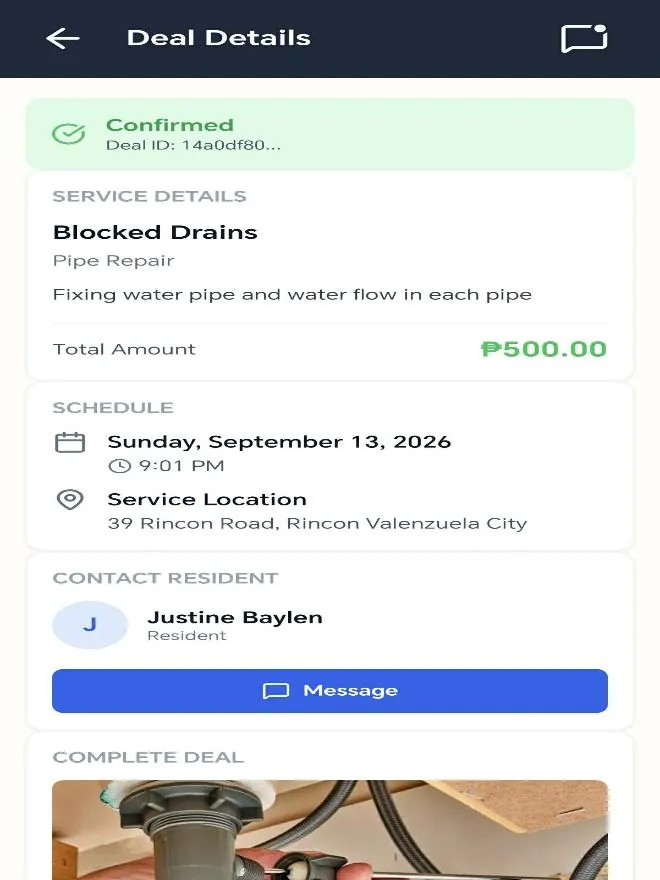 Deal Details
Confirmed
Deal ID: 14a0df80...
SERVICE DETAILS
Blocked Drains
Pipe Repair
Fixing water pipe and water flow in each pipe
Total Amount
₱500.00
SCHEDULE
Sunday, September 13, 2026
9:01 PM
Service Location
39 Rincon Road, Rincon Valenzuela City
CONTACT RESIDENT
J
Justine Baylen
Resident
Message
COMPLETE DEAL